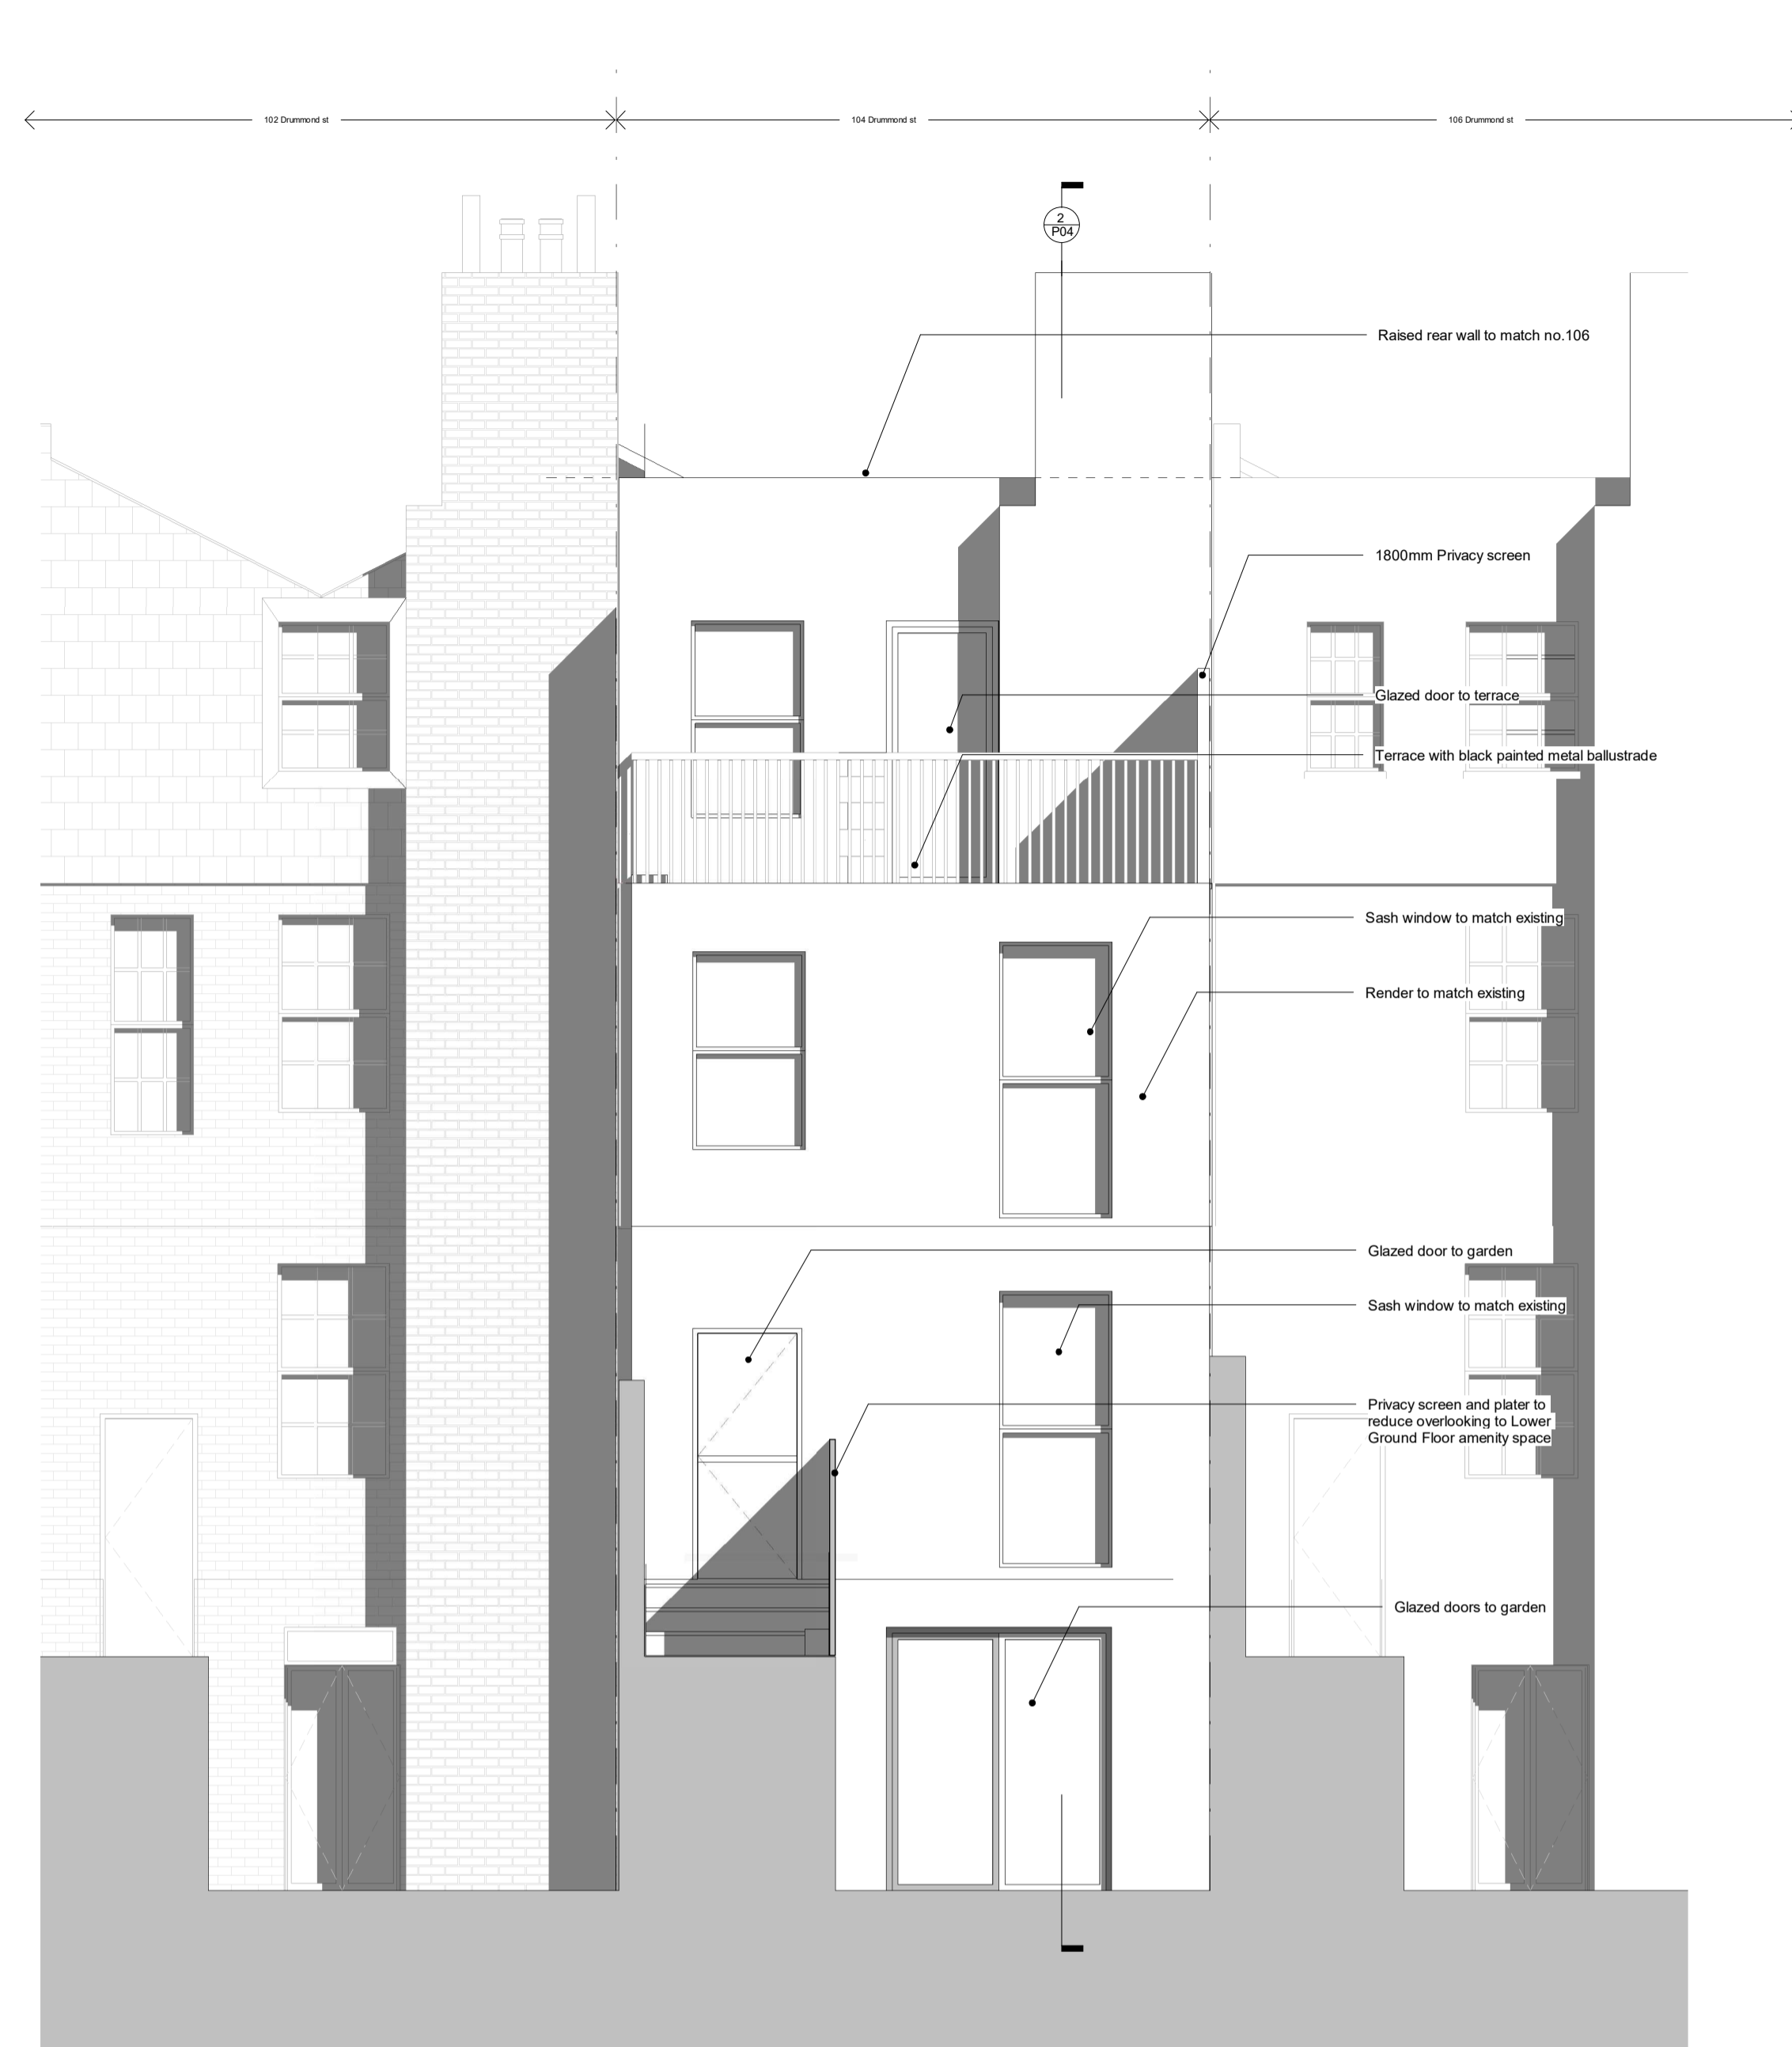 102 Drummond st
104 Drummond st
106 Drummond st
2
P04
Raised rear wall to match no.106
1800mm Privacy screen
Glazed door to terrace
Terrace with black painted metal ballustrade
Sash window to match existing
Render to match existing
Glazed door to garden
Sash window to match existing
Privacy screen and plater to
reduce overlooking to Lower
Ground Floor amenity space
Glazed doors to garden